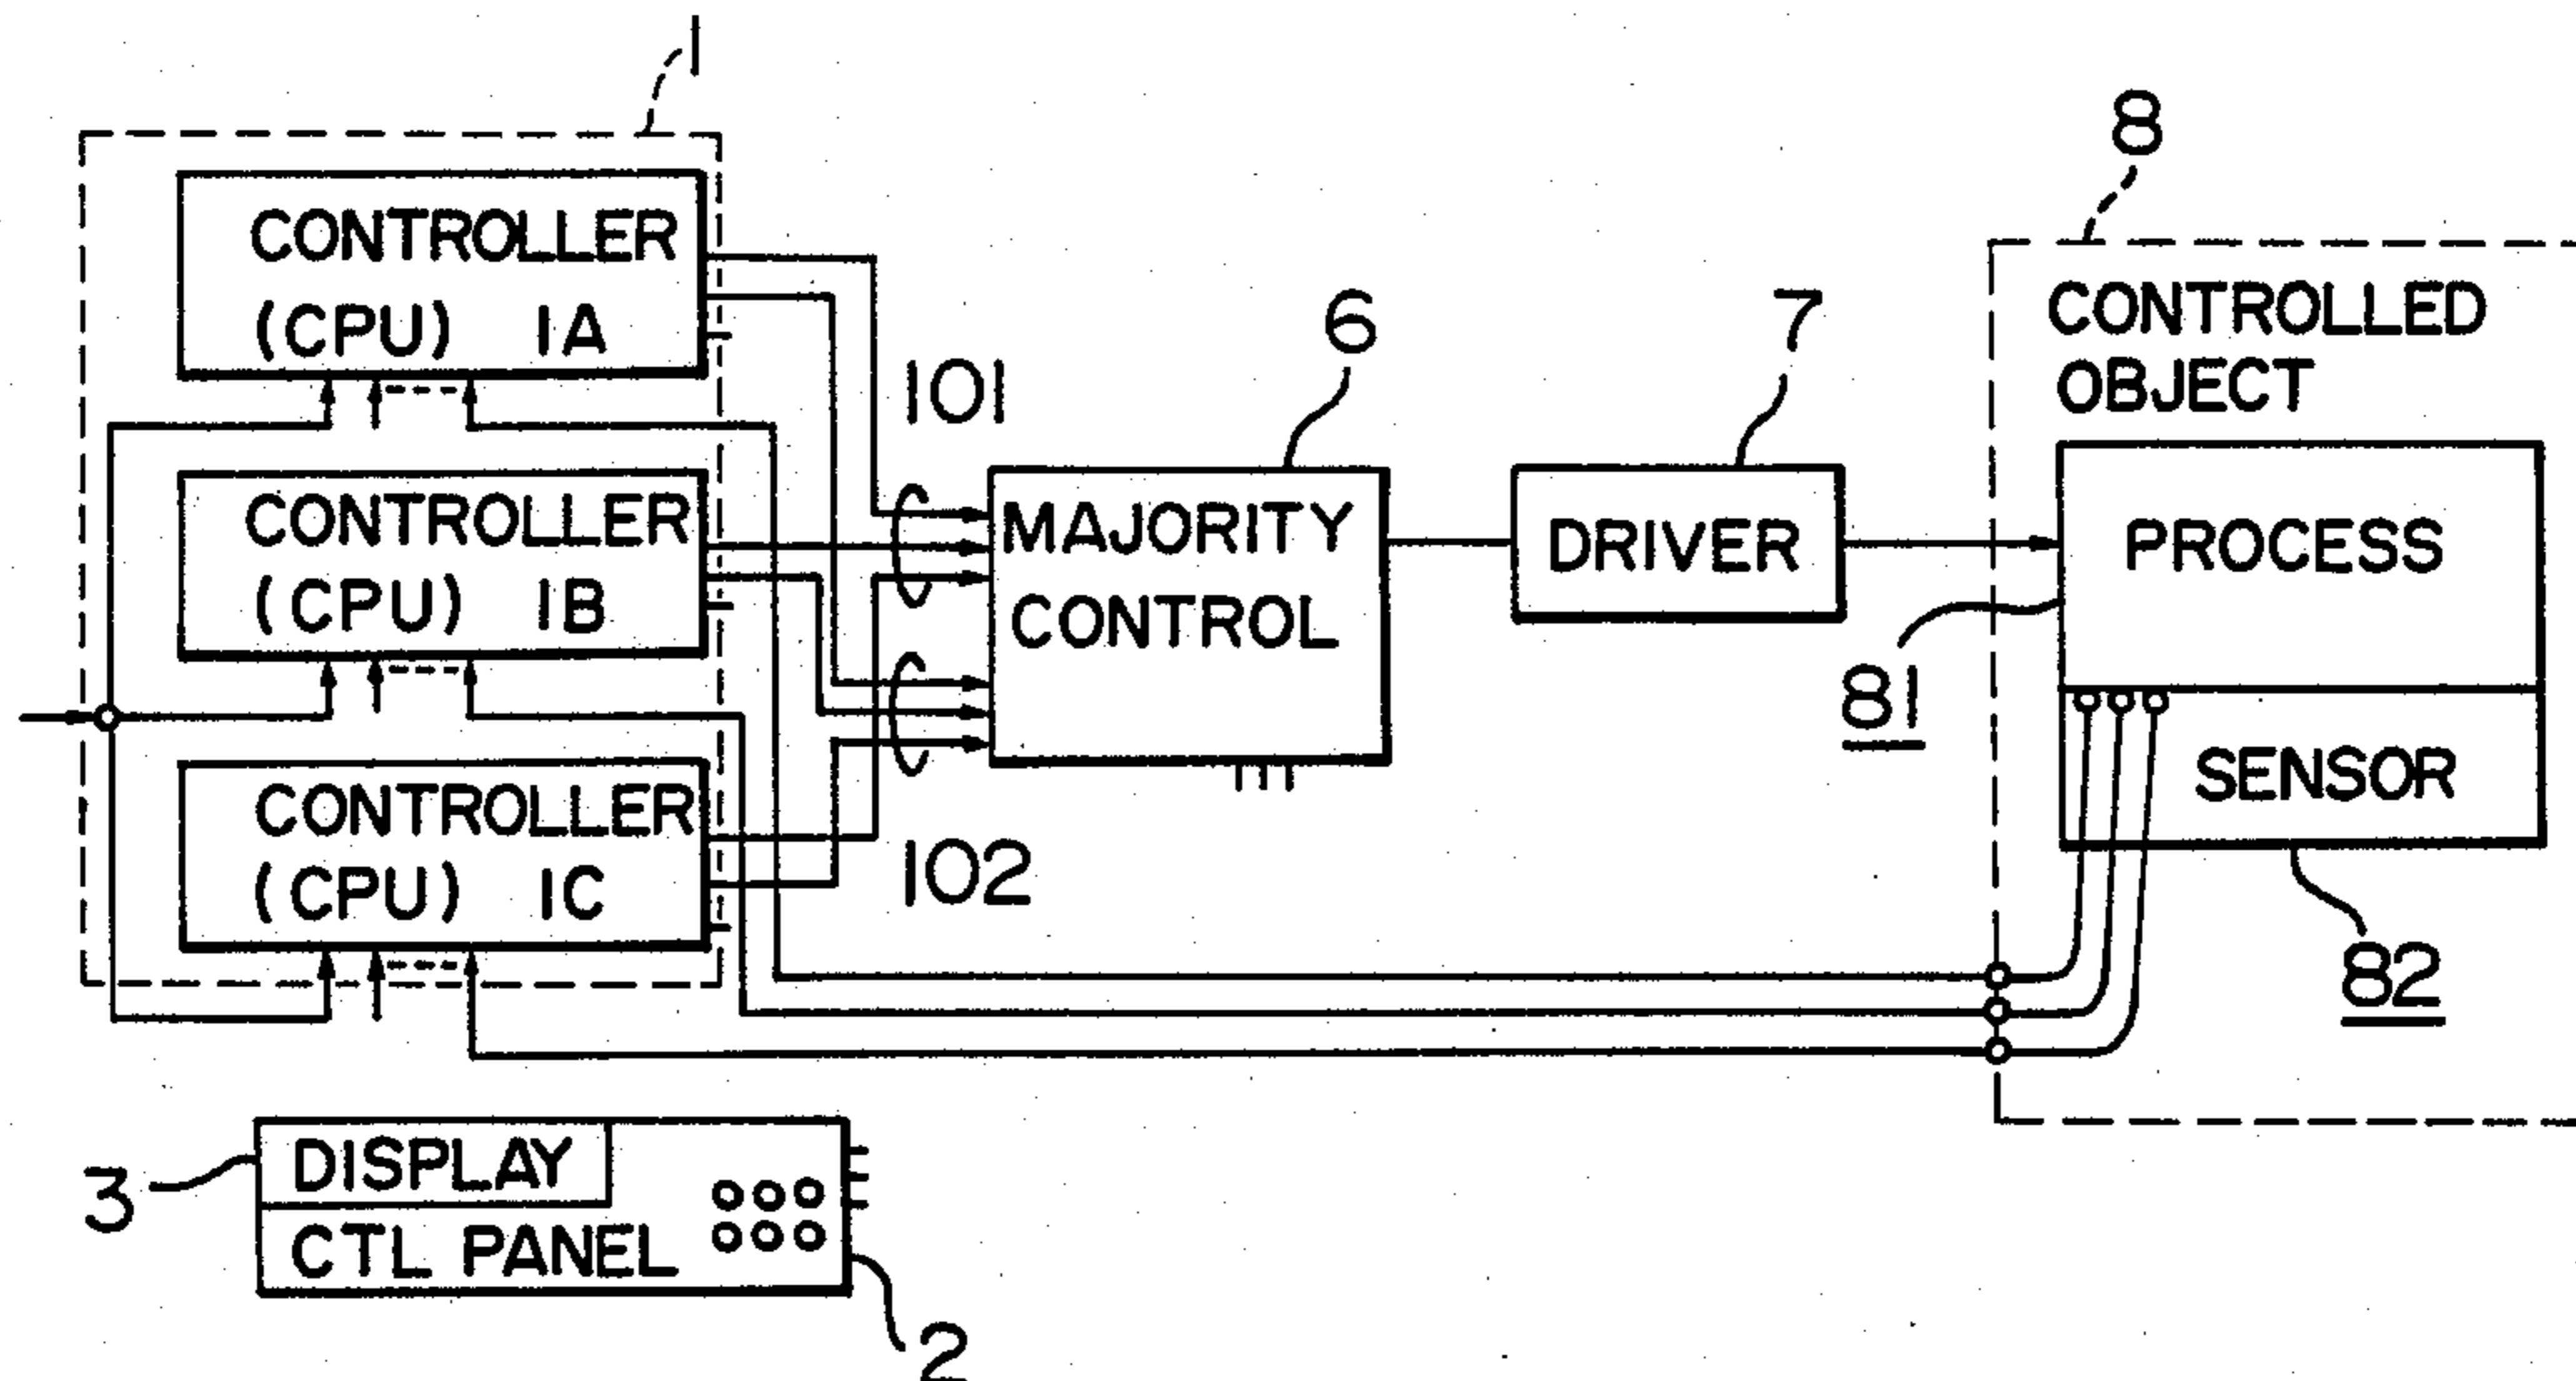 1
CONTROLLER
(CPU) 1A
CONTROLLER
(CPU) 1B
CONTROLLER
(CPU) 1C
101
102
6
MAJORITY
CONTROL
7
DRIVER
8
CONTROLLED
OBJECT
PROCESS
81
SENSOR
82
3
DISPLAY
CTL PANEL
2